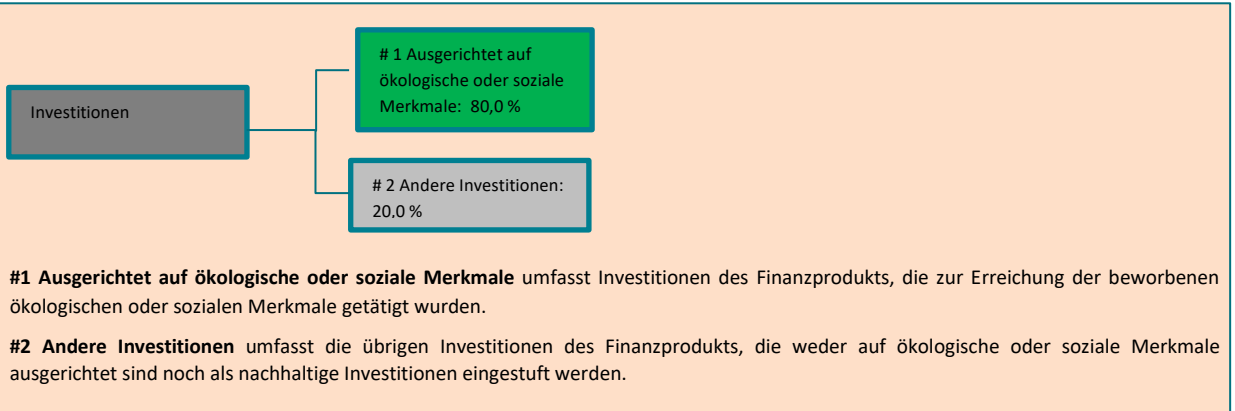 # 1 Ausgerichtet auf
ökologische oder soziale
Merkmale: 80,0 %
Investitionen
# 2 Andere Investitionen:
20,0 %
#1 Ausgerichtet auf ökologische oder soziale Merkmale umfasst Investitionen des Finanzprodukts, die zur Erreichung der beworbenen
ökologischen oder sozialen Merkmale getätigt wurden.
#2 Andere Investitionen umfasst die übrigen Investitionen des Finanzprodukts, die weder auf ökologische oder soziale Merkmale
ausgerichtet sind noch als nachhaltige Investitionen eingestuft werden.